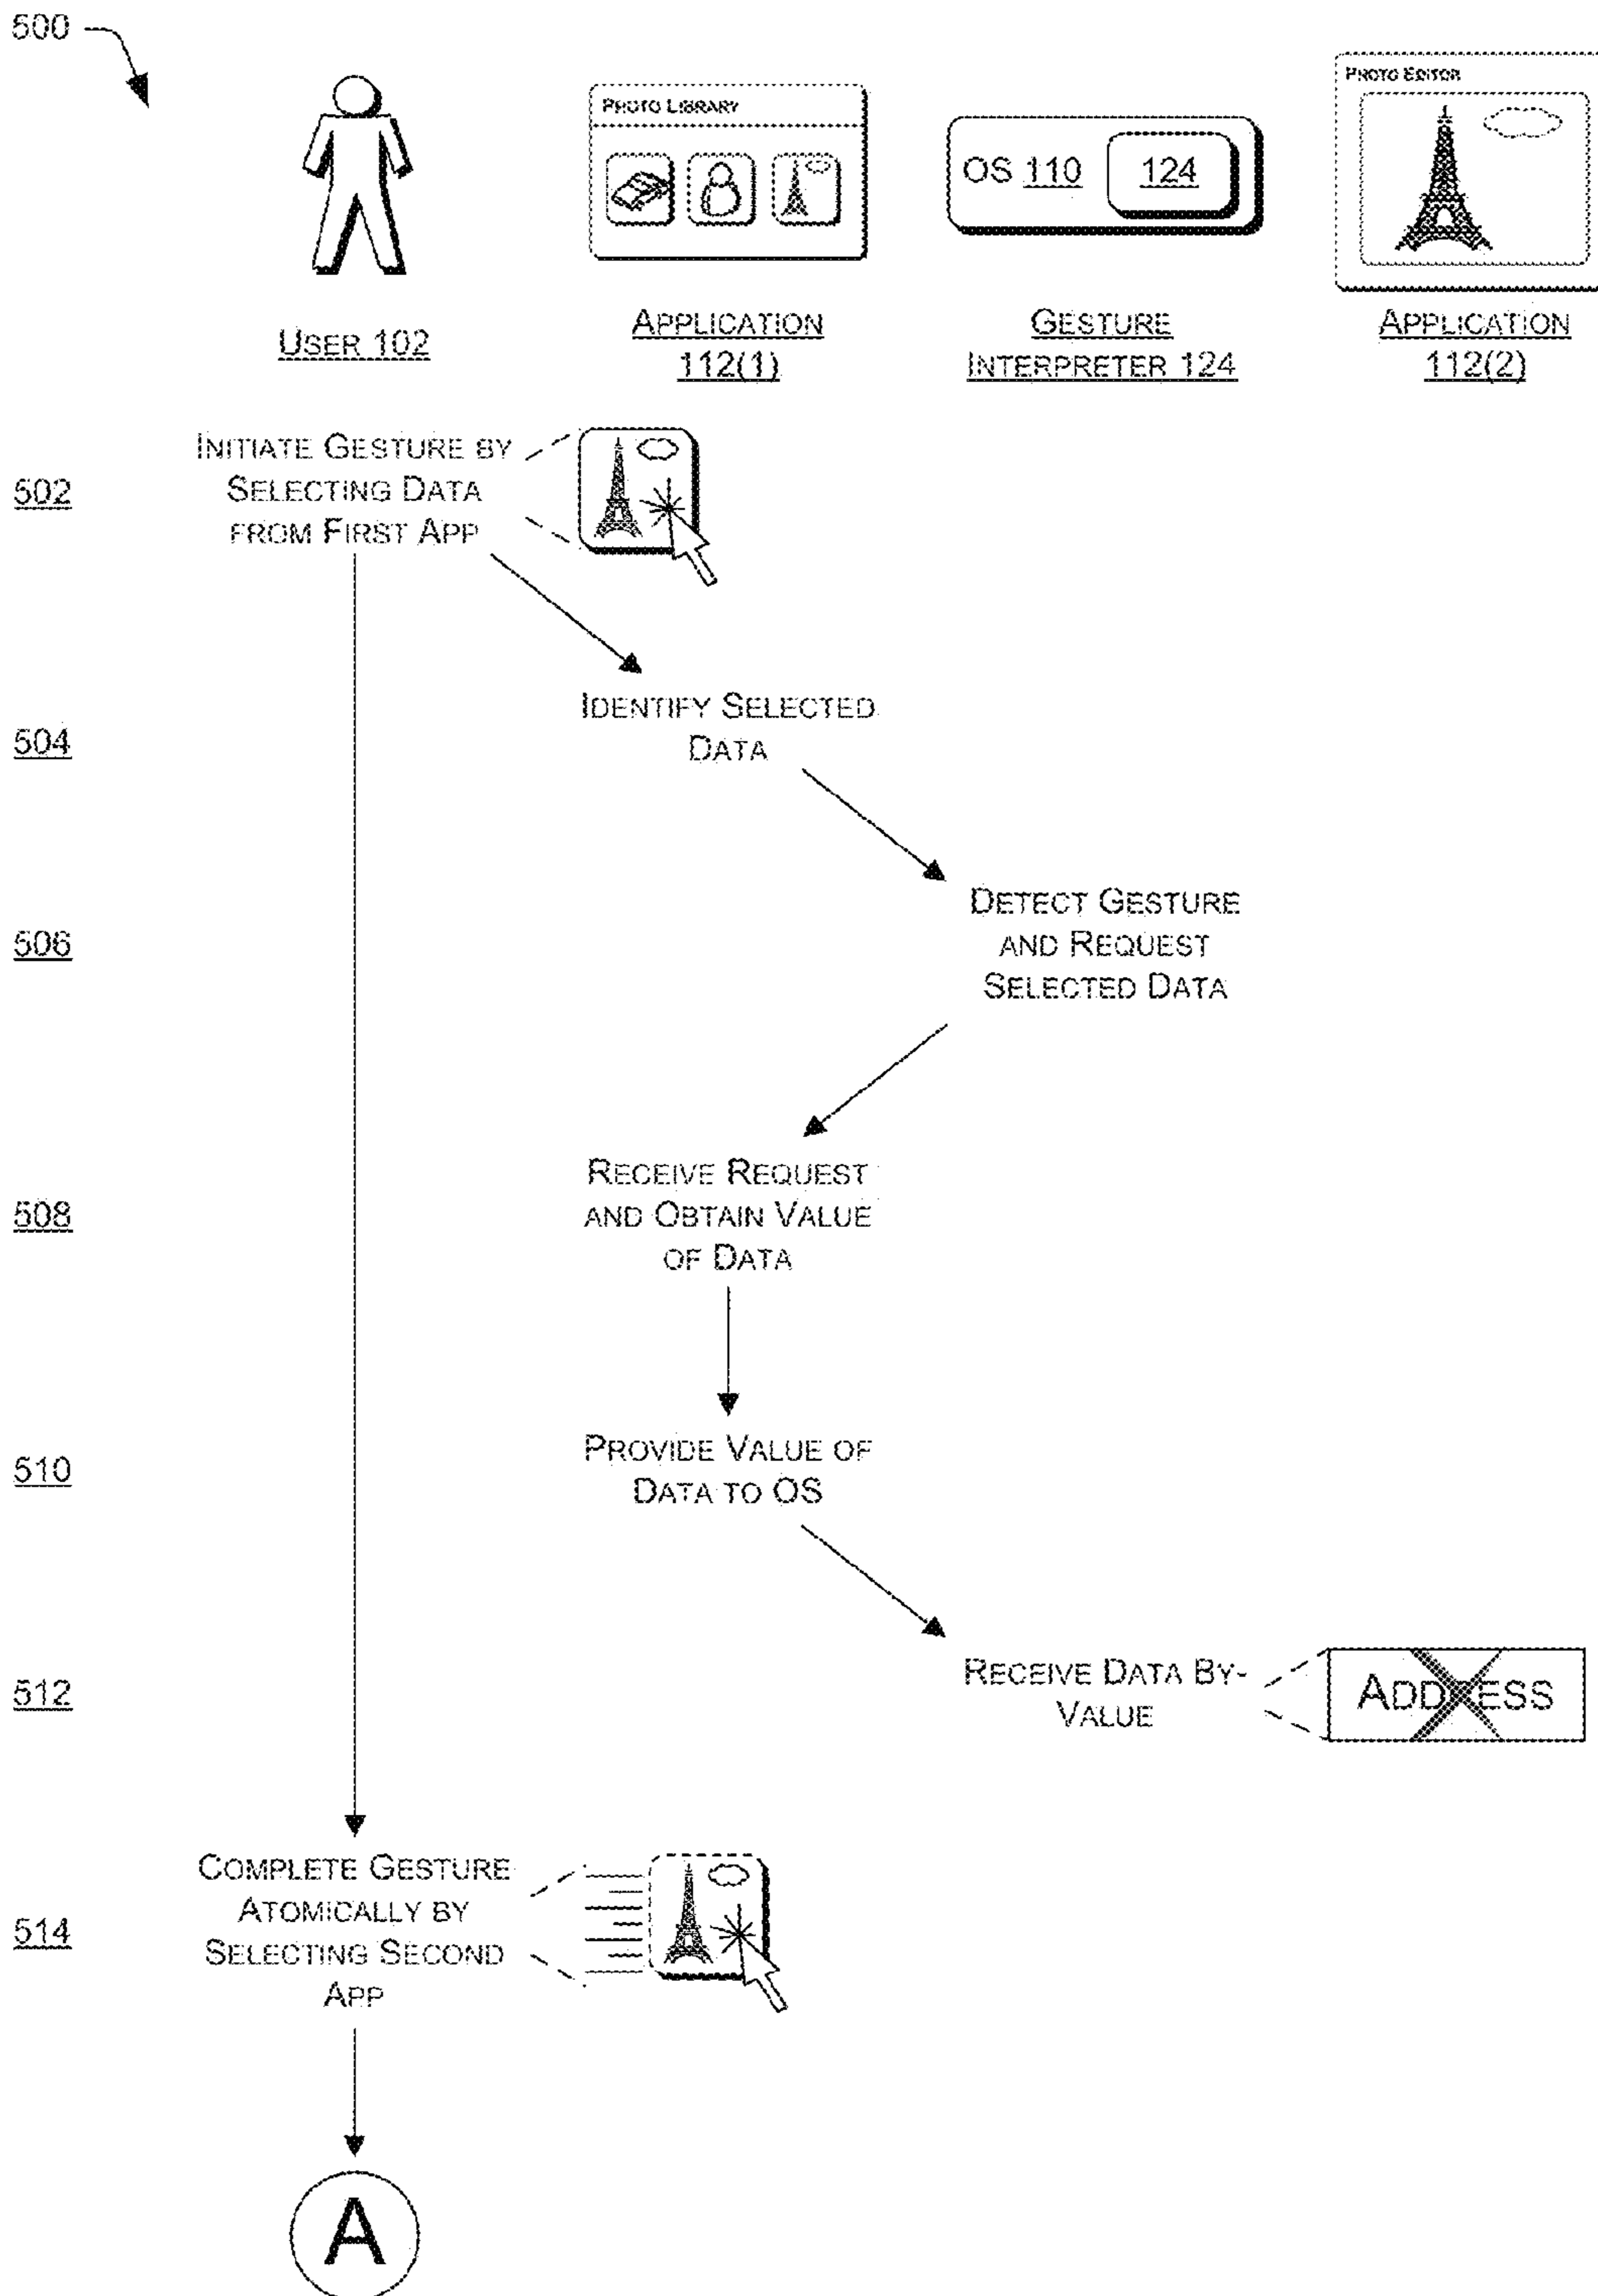 500
PHOTO LIBRARY
OS 110
124
PHOTO EDITOR
USER 102
APPLICATION
112(1)
GESTURE
INTERPRETER 124
APPLICATION
112(2)
502
INITIATE GESTURE BY
SELECTING DATA
FROM FIRST APP
504
IDENTIFY SELECTED
DATA
506
DETECT GESTURE
AND REQUEST
SELECTED DATA
508
RECEIVE REQUEST
AND OBTAIN VALUE
OF DATA
510
PROVIDE VALUE OF
DATA TO OS
512
RECEIVE DATA BY-
VALUE
ADDRESS
514
COMPLETE GESTURE
ATOMICALLY BY
SELECTING SECOND
APP
A